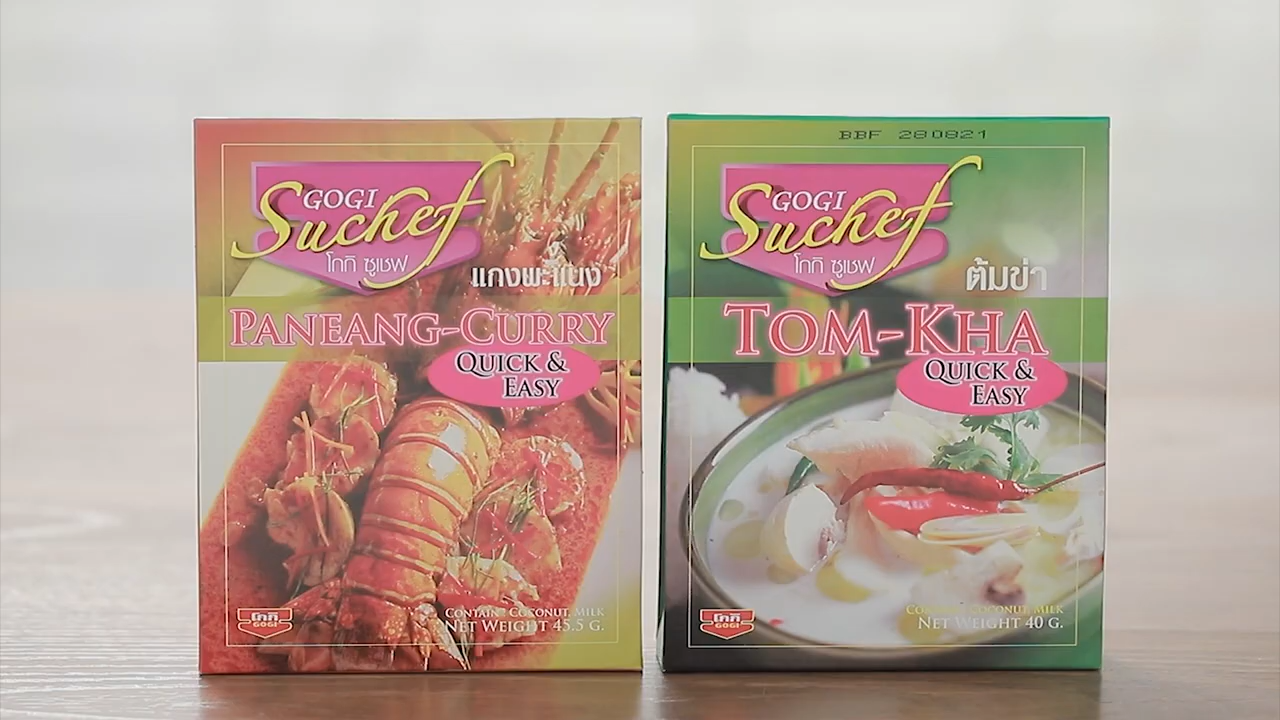 GOGI
Suchef
โกกิ ซูเชฟ
แกงพะแนง
PANEANG-CURRY
QUICK &
EASY
โกกิ
GOGI
CONTAIN : COCONUT, MILK
NET WEIGHT 45.5 G.
BBF 280821
GOGI
Suchef
โกกิ ซูเชฟ
ต้มข่า
TOM-KHA
QUICK &
EASY
โกกิ
GOGI
CONTAIN : COCONUT, MILK
NET WEIGHT 40 G.